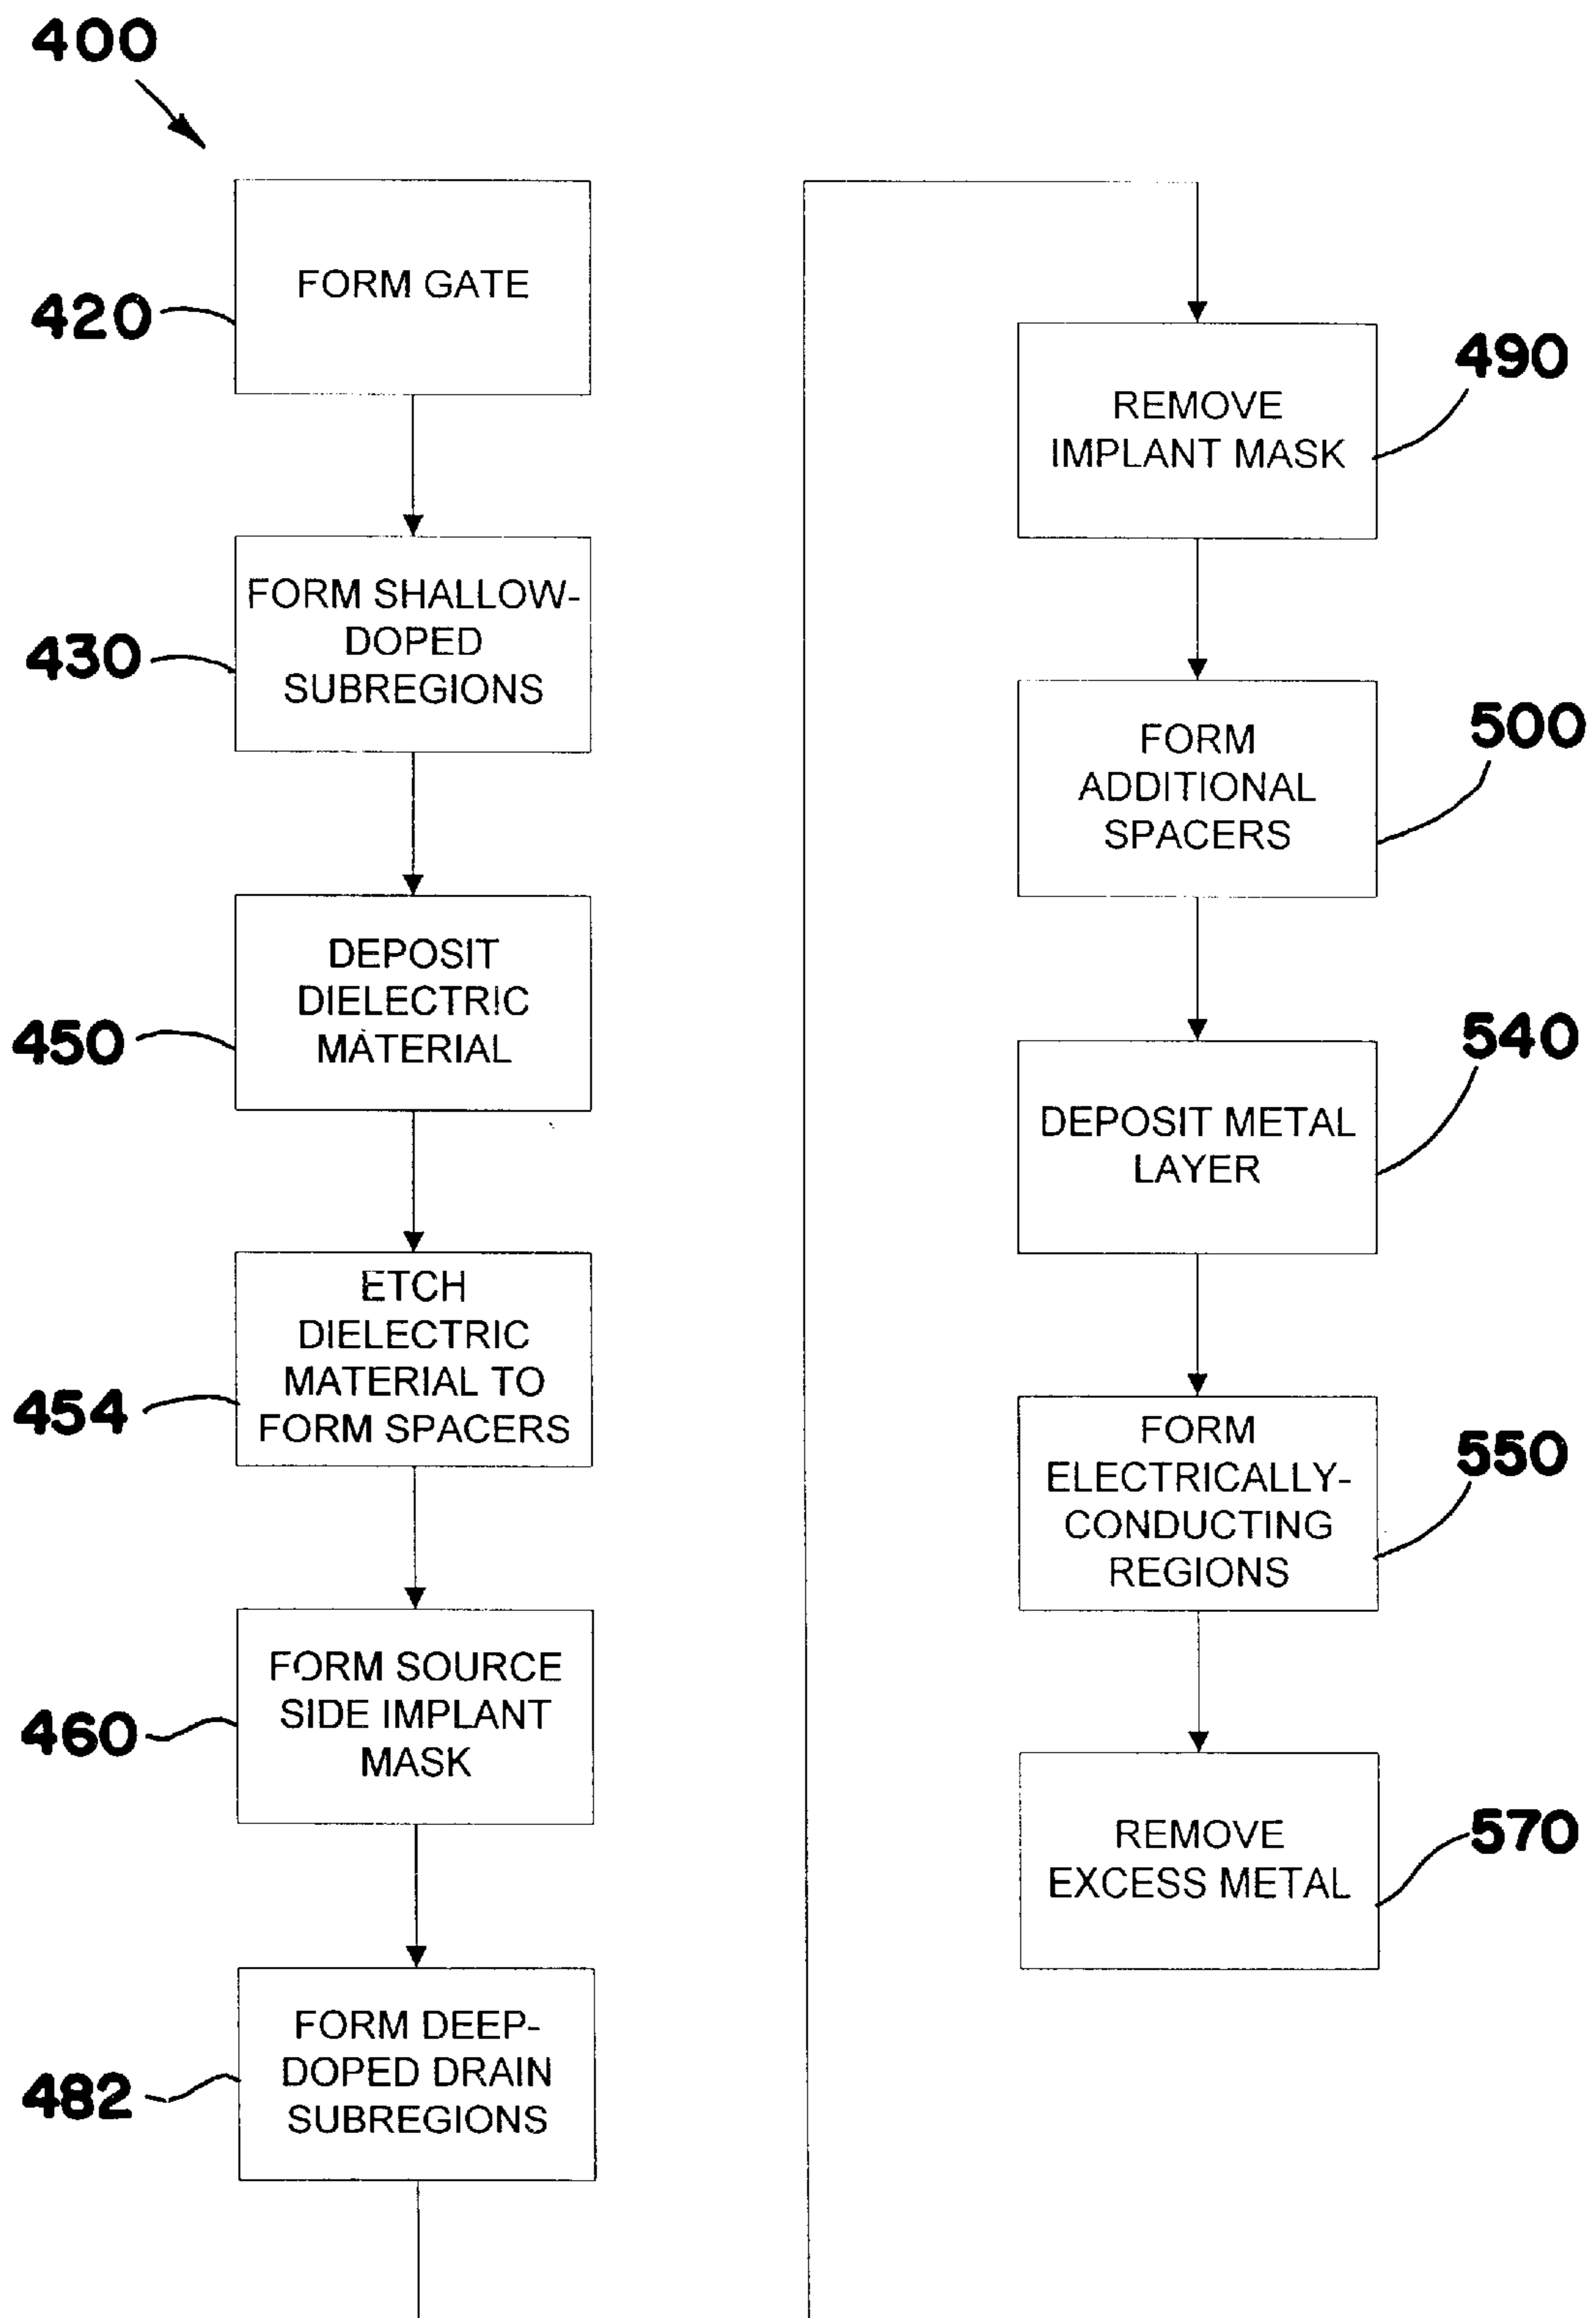 400
FORM GATE
420
FORM SHALLOW-
DOPED
SUBREGIONS
430
DEPOSIT
DIELECTRIC
MATERIAL
450
ETCH
DIELECTRIC
MATERIAL TO
FORM SPACERS
454
FORM SOURCE
SIDE IMPLANT
MASK
460
FORM DEEP-
DOPED DRAIN
SUBREGIONS
482
REMOVE
IMPLANT MASK
490
FORM
ADDITIONAL
SPACERS
500
DEPOSIT METAL
LAYER
540
FORM
ELECTRICALLY-
CONDUCTING
REGIONS
550
REMOVE
EXCESS METAL
570